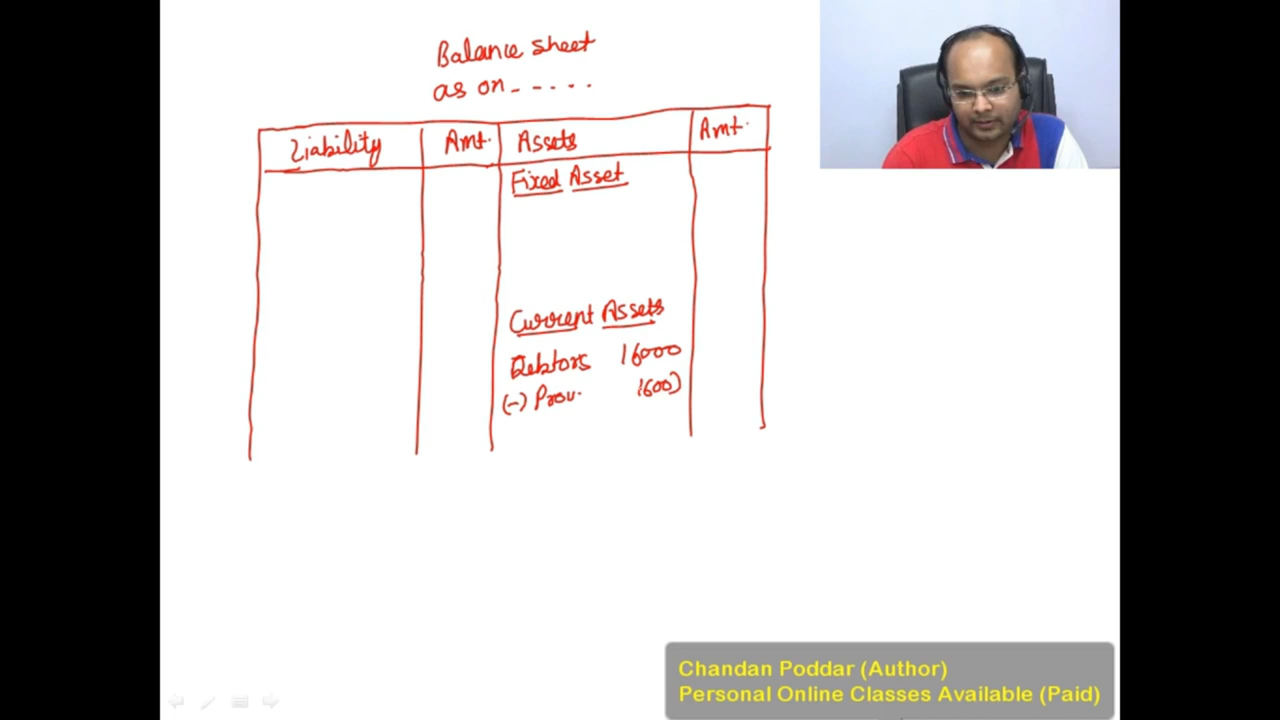 Balance sheet
as on - - - - -
Liability Amt. Assets Amt.
Fixed Asset
Current Assets
Debtors 16000
(-) Prov. 1600)
Chandan Poddar (Author)
Personal Online Classes Available (Paid)